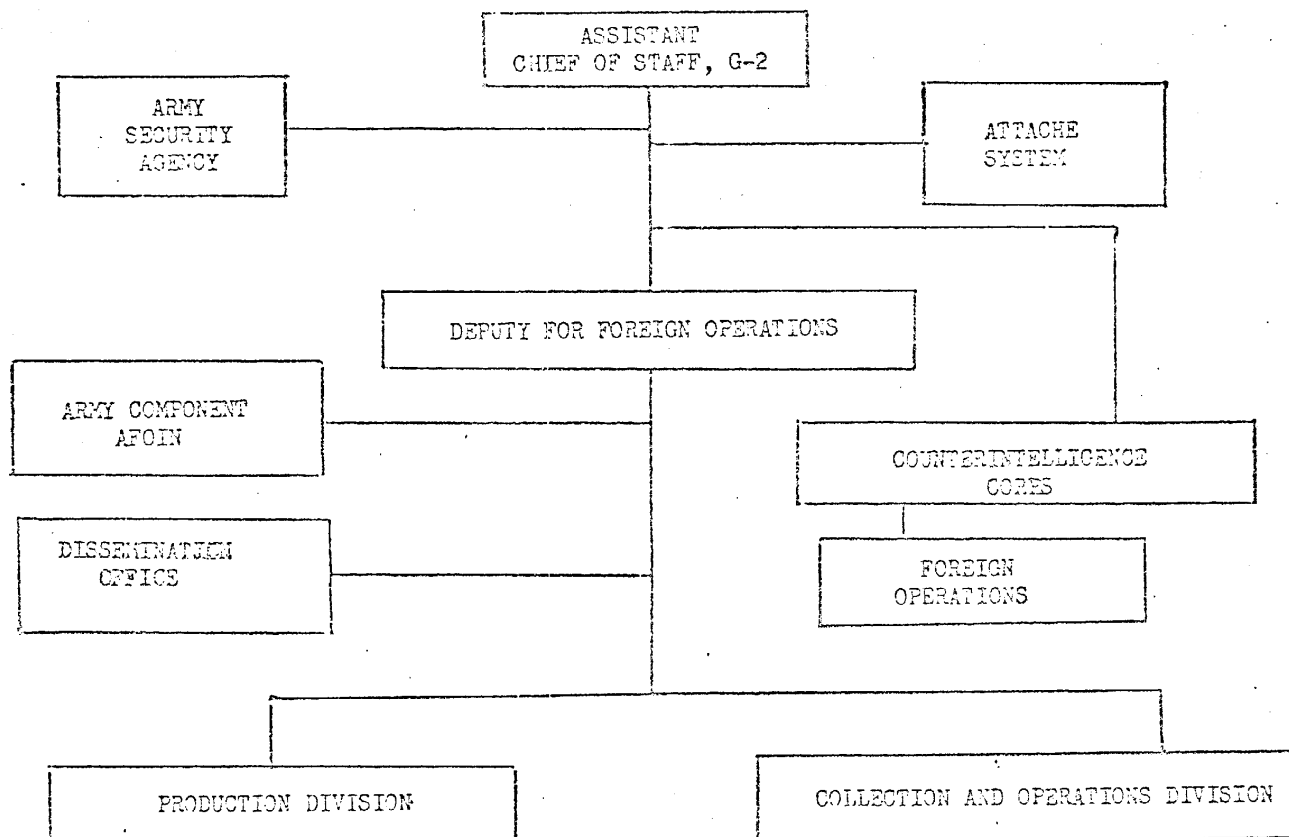 ASSISTANT
CHIEF OF STAFF, G-2
ARMY
SECURITY
AGENCY
ATTACHE
SYSTEM
DEPUTY FOR FOREIGN OPERATIONS
ARMY COMPONENT
AFOIN
COUNTERINTELLIGENCE
CORPS
DISSEMINATION
OFFICE
FOREIGN
OPERATIONS
PRODUCTION DIVISION
COLLECTION AND OPERATIONS DIVISION